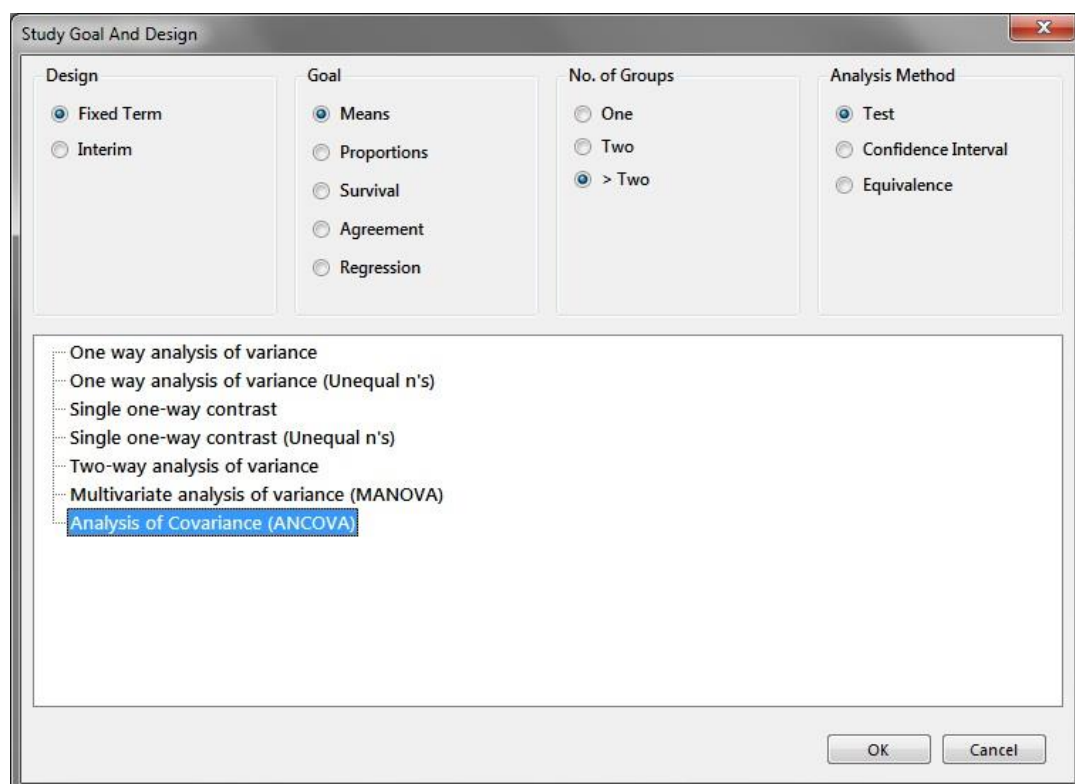 Study Goal And Design
Design
Fixed Term
Interim
Goal
Means
Proportions
Survival
Agreement
Regression
No. of Groups
One
Two
> Two
Analysis Method
Test
Confidence Interval
Equivalence
One way analysis of variance
One way analysis of variance (Unequal n's)
Single one-way contrast
Single one-way contrast (Unequal n's)
Two-way analysis of variance
Multivariate analysis of variance (MANOVA)
Analysis of Covariance (ANCOVA)
OK
Cancel